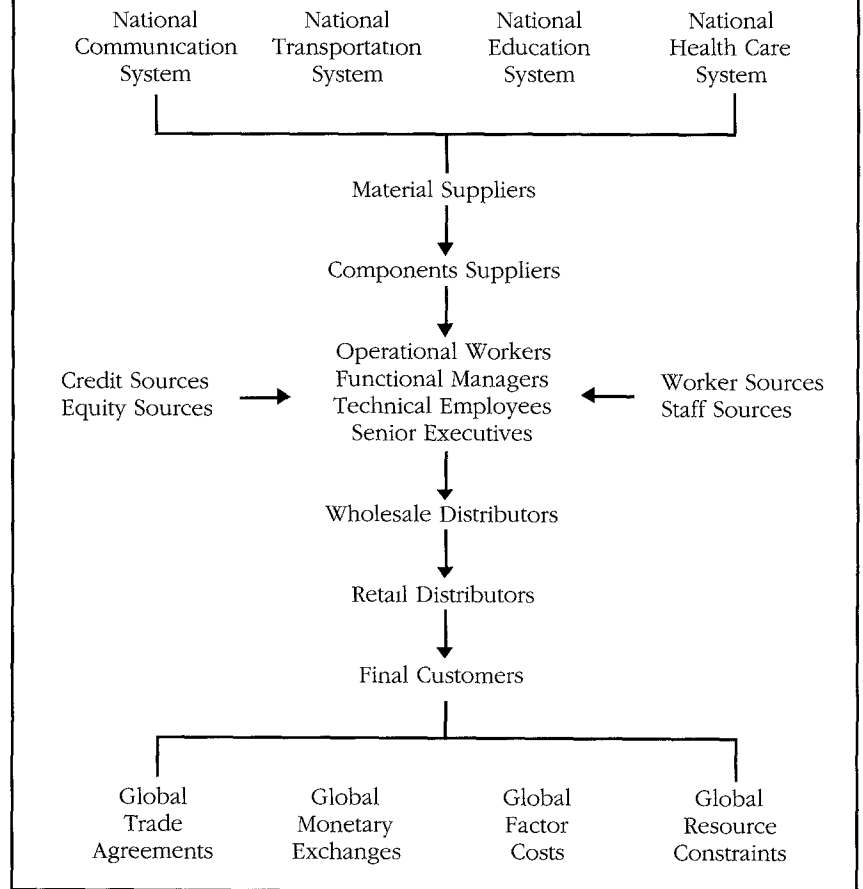 National
Communication
System
National
Transportation
System
National
Education
System
National
Health Care
System
Material Suppliers
Components Suppliers
Credit Sources
Equity Sources
Operational Workers
Functional Managers
Technical Employees
Senior Executives
Worker Sources
Staff Sources
Wholesale Distributors
Retail Distributors
Final Customers
Global
Trade
Agreements
Global
Monetary
Exchanges
Global
Factor
Costs
Global
Resource
Constraints